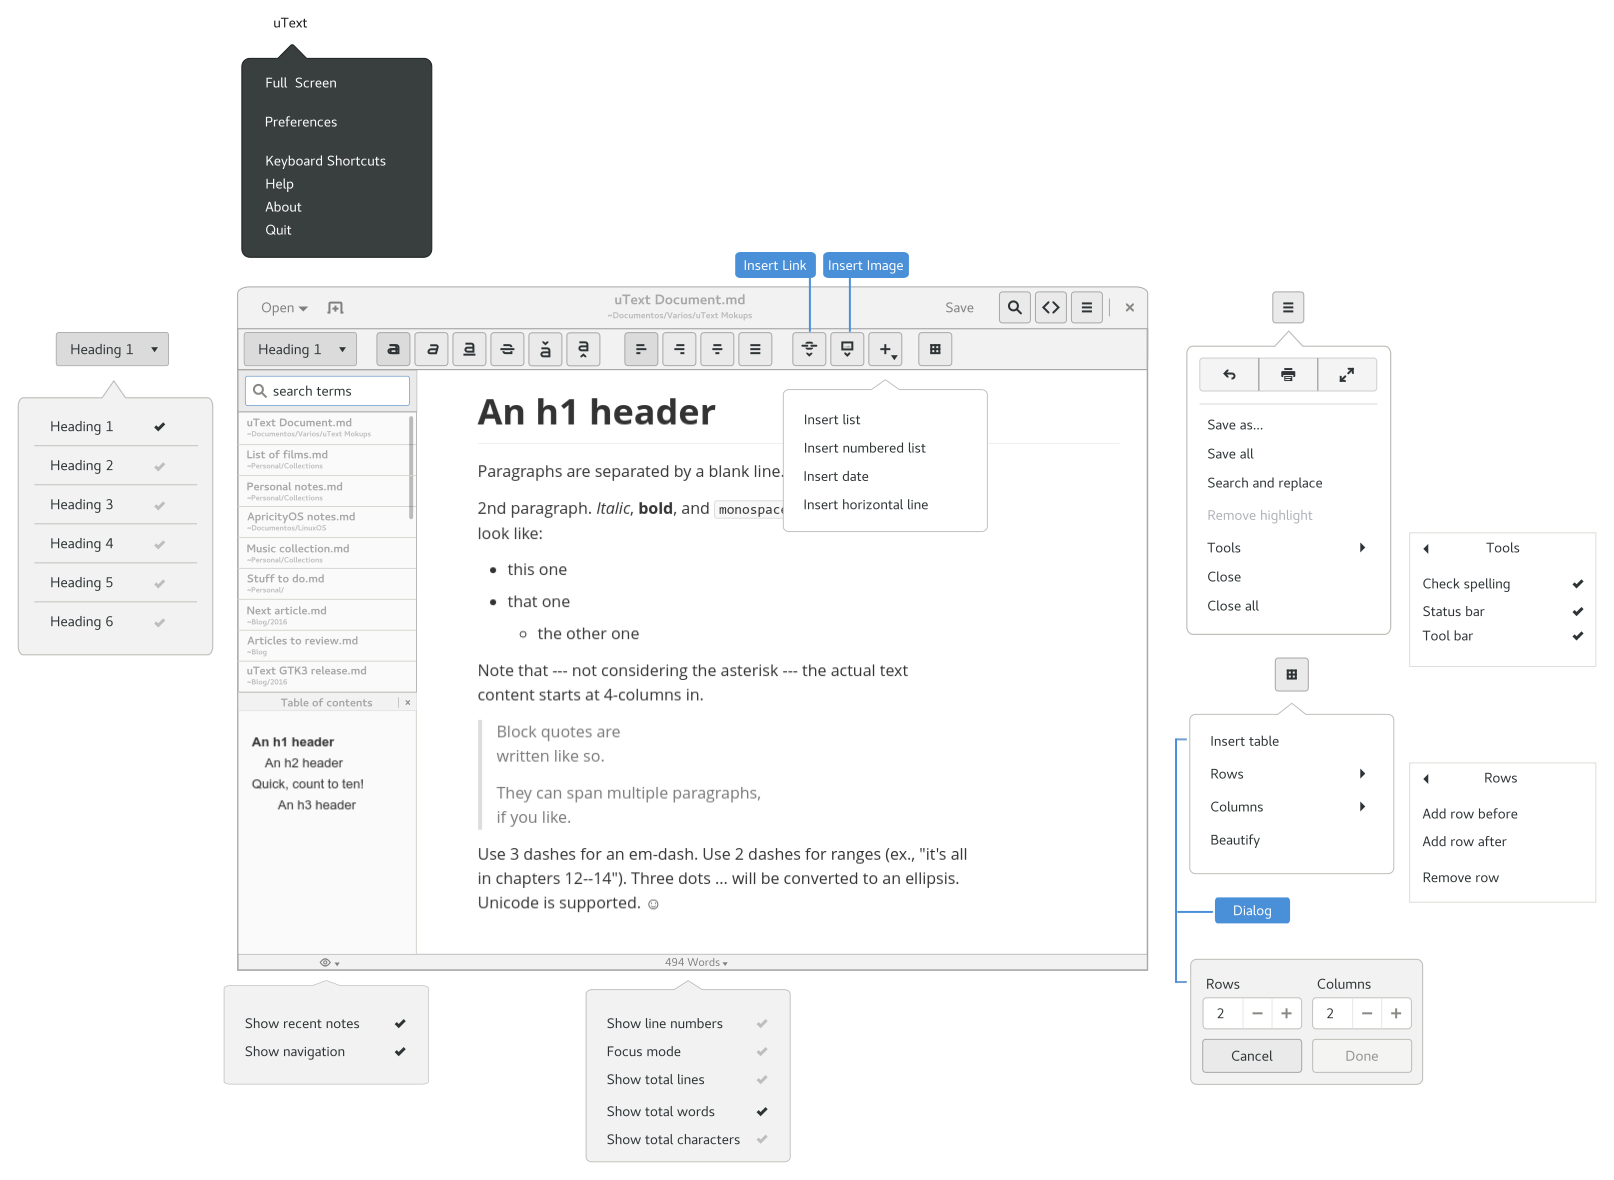 uText
Full Screen
Preferences
Keyboard Shortcuts
Help
About
Quit
Insert Link
Insert Image
Open
uText Document.md
~Documentos/Varios/uText Mokups
Save
Heading 1
Heading 1
Heading 1
Heading 2
Heading 3
Heading 4
Heading 5
Heading 6
search terms
uText Document.md
~Documentos/Varios/uText Mokups
List of films.md
~Personal/Collections
Personal notes.md
~Personal/Collections
ApricityOS notes.md
~Documentos/LinuxOS
Music collection.md
~Personal/Collections
Stuff to do.md
~Personal/
Next article.md
~Blog/2016
Articles to review.md
~Blog
uText GTK3 release.md
~Blog/2016
Table of contents
An h1 header
An h2 header
Quick, count to ten!
An h3 header
An h1 header
Paragraphs are separated by a blank line.
2nd paragraph. Italic, bold, and monospac
look like:
this one
that one
the other one
Note that --- not considering the asterisk --- the actual text
content starts at 4-columns in.
Block quotes are
written like so.
They can span multiple paragraphs,
if you like.
Use 3 dashes for an em-dash. Use 2 dashes for ranges (ex., "it's all
in chapters 12--14"). Three dots ... will be converted to an ellipsis.
Unicode is supported. ☺
Insert list
Insert numbered list
Insert date
Insert horizontal line
494 Words
Show recent notes
Show navigation
Show line numbers
Focus mode
Show total lines
Show total words
Show total characters
Save as...
Save all
Search and replace
Remove highlight
Tools
Close
Close all
Tools
Check spelling
Status bar
Tool bar
Insert table
Rows
Columns
Beautify
Rows
Add row before
Add row after
Remove row
Dialog
Rows Columns
2 2
Cancel Done